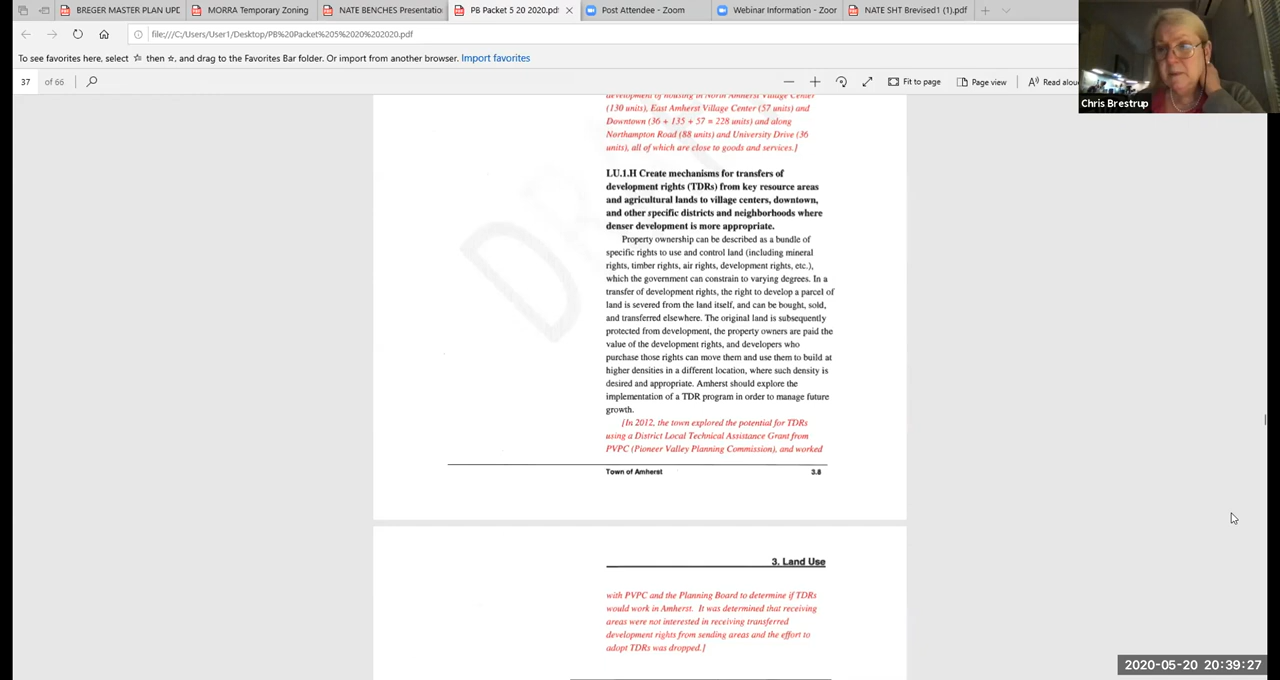 BREGER MASTER PLAN UPD
MORRA Temporary Zoning
NATE BENCHES Presentatio
PB Packet 5 20 2020.pdf
Post Attendee - Zoom
Webinar Information - Zoom
NATE SHT Brevised1 (1).pdf
file:///C:/Users/User1/Desktop/PB%20Packet%205%2020%202020.pdf
To see favorites here, select ☆ then ☆, and drag to the Favorites Bar folder. Or import from another browser. Import favorites
37 of 66
Fit to page
Page view
Read alou
Chris Brestrup
development of housing in North Amherst Village Center
(130 units), East Amherst Village Center (57 units) and
Downtown (36 + 135 + 57 = 228 units) and along
Northampton Road (88 units) and University Drive (36
units), all of which are close to goods and services.]
LU.1.H Create mechanisms for transfers of
development rights (TDRs) from key resource areas
and agricultural lands to village centers, downtown,
and other specific districts and neighborhoods where
denser development is more appropriate.
Property ownership can be described as a bundle of
specific rights to use and control land (including mineral
rights, timber rights, air rights, development rights, etc.),
which the government can constrain to varying degrees. In a
transfer of development rights, the right to develop a parcel of
land is severed from the land itself, and can be bought, sold,
and transferred elsewhere. The original land is subsequently
protected from development, the property owners are paid the
value of the development rights, and developers who
purchase those rights can move them and use them to build at
higher densities in a different location, where such density is
desired and appropriate. Amherst should explore the
implementation of a TDR program in order to manage future
growth.
[In 2012, the town explored the potential for TDRs
using a District Local Technical Assistance Grant from
PVPC (Pioneer Valley Planning Commission), and worked
Town of Amherst 3.8
3. Land Use
with PVPC and the Planning Board to determine if TDRs
would work in Amherst. It was determined that receiving
areas were not interested in receiving transferred
development rights from sending areas and the effort to
adopt TDRs was dropped.]
2020-05-20 20:39:27